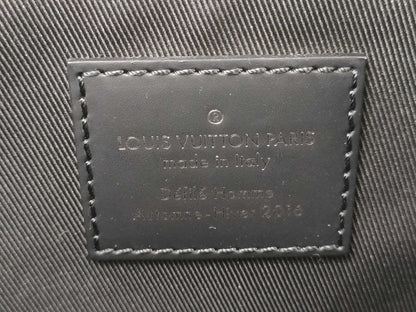 ®
LOUIS VUITTON PARIS
made in Italy
Défilé Homme
Automne-Hiver 2016